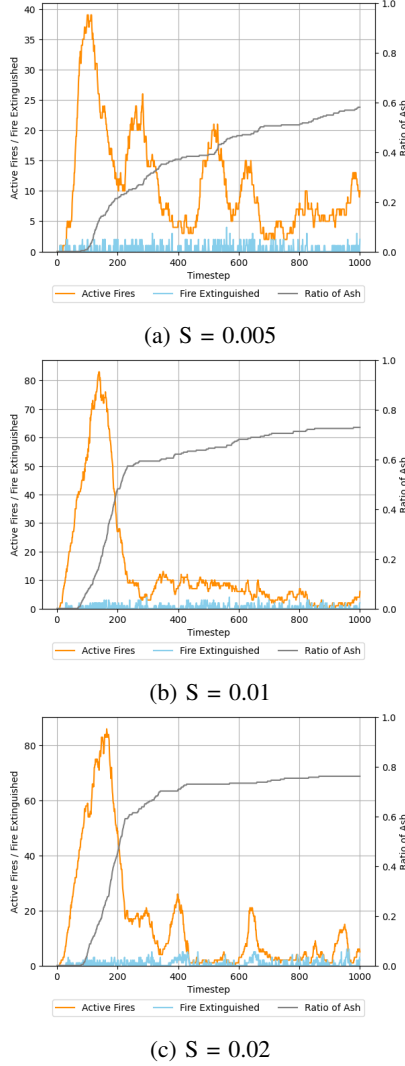 40
35
30
25
20
15
10
5
0
1.0
0.8
0.6
0.4
0.2
0.0
Active Fires / Fire Extinguished
Ratio of Ash
0 200 400 600 800 1000
Timestep
Active Fires Fire Extinguished Ratio of Ash
(a) S = 0.005
80
70
60
50
40
30
20
10
0
1.0
0.8
0.6
0.4
0.2
0.0
Active Fires / Fire Extinguished
Ratio of Ash
0 200 400 600 800 1000
Timestep
Active Fires Fire Extinguished Ratio of Ash
(b) S = 0.01
80
60
40
20
0
1.0
0.8
0.6
0.4
0.2
0.0
Active Fires / Fire Extinguished
Ratio of Ash
0 200 400 600 800 1000
Timestep
Active Fires Fire Extinguished Ratio of Ash
(c) S = 0.02